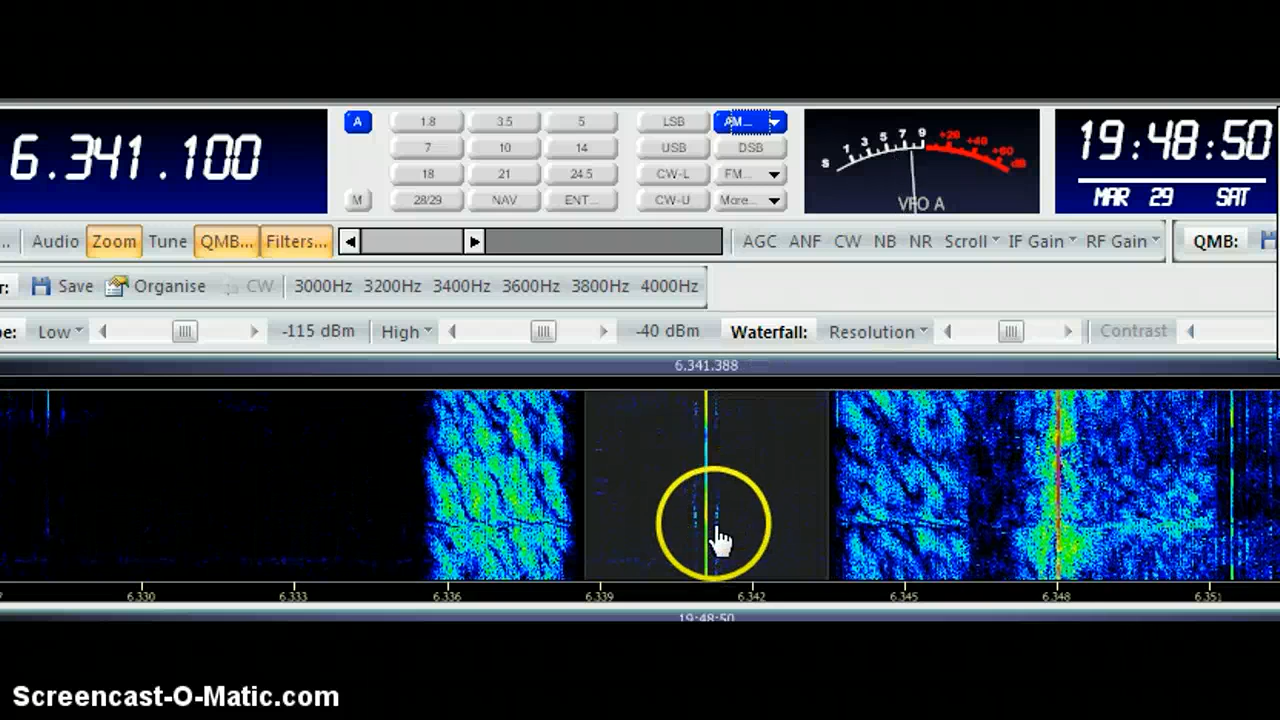 6.341.100
A 1.8 3.5 5 LSB AM...
7 10 14 USB DSB
18 21 24.5 CW-L FM...
M 28/29 NAV ENT... CW-U More...
S 1 3 5 7 9 +20 +40 +60 dB
VFO A
19:48:50
MAR 29 SAT
... Audio Zoom Tune QMB... Filters... AGC ANF CW NB NR Scroll IF Gain RF Gain QMB:
r: Save Organise CW 3000Hz 3200Hz 3400Hz 3600Hz 3800Hz 4000Hz
pe: Low -115 dBm High -40 dBm Waterfall: Resolution Contrast
6.341.388
6.330 6.333 6.336 6.339 6.342 6.345 6.348 6.351
19:48:50
Screencast-O-Matic.com